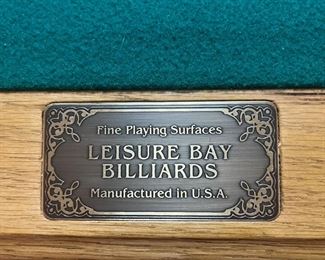 Fine Playing Surfaces
LEISURE BAY
BILLIARDS
Manufactured in U.S.A.